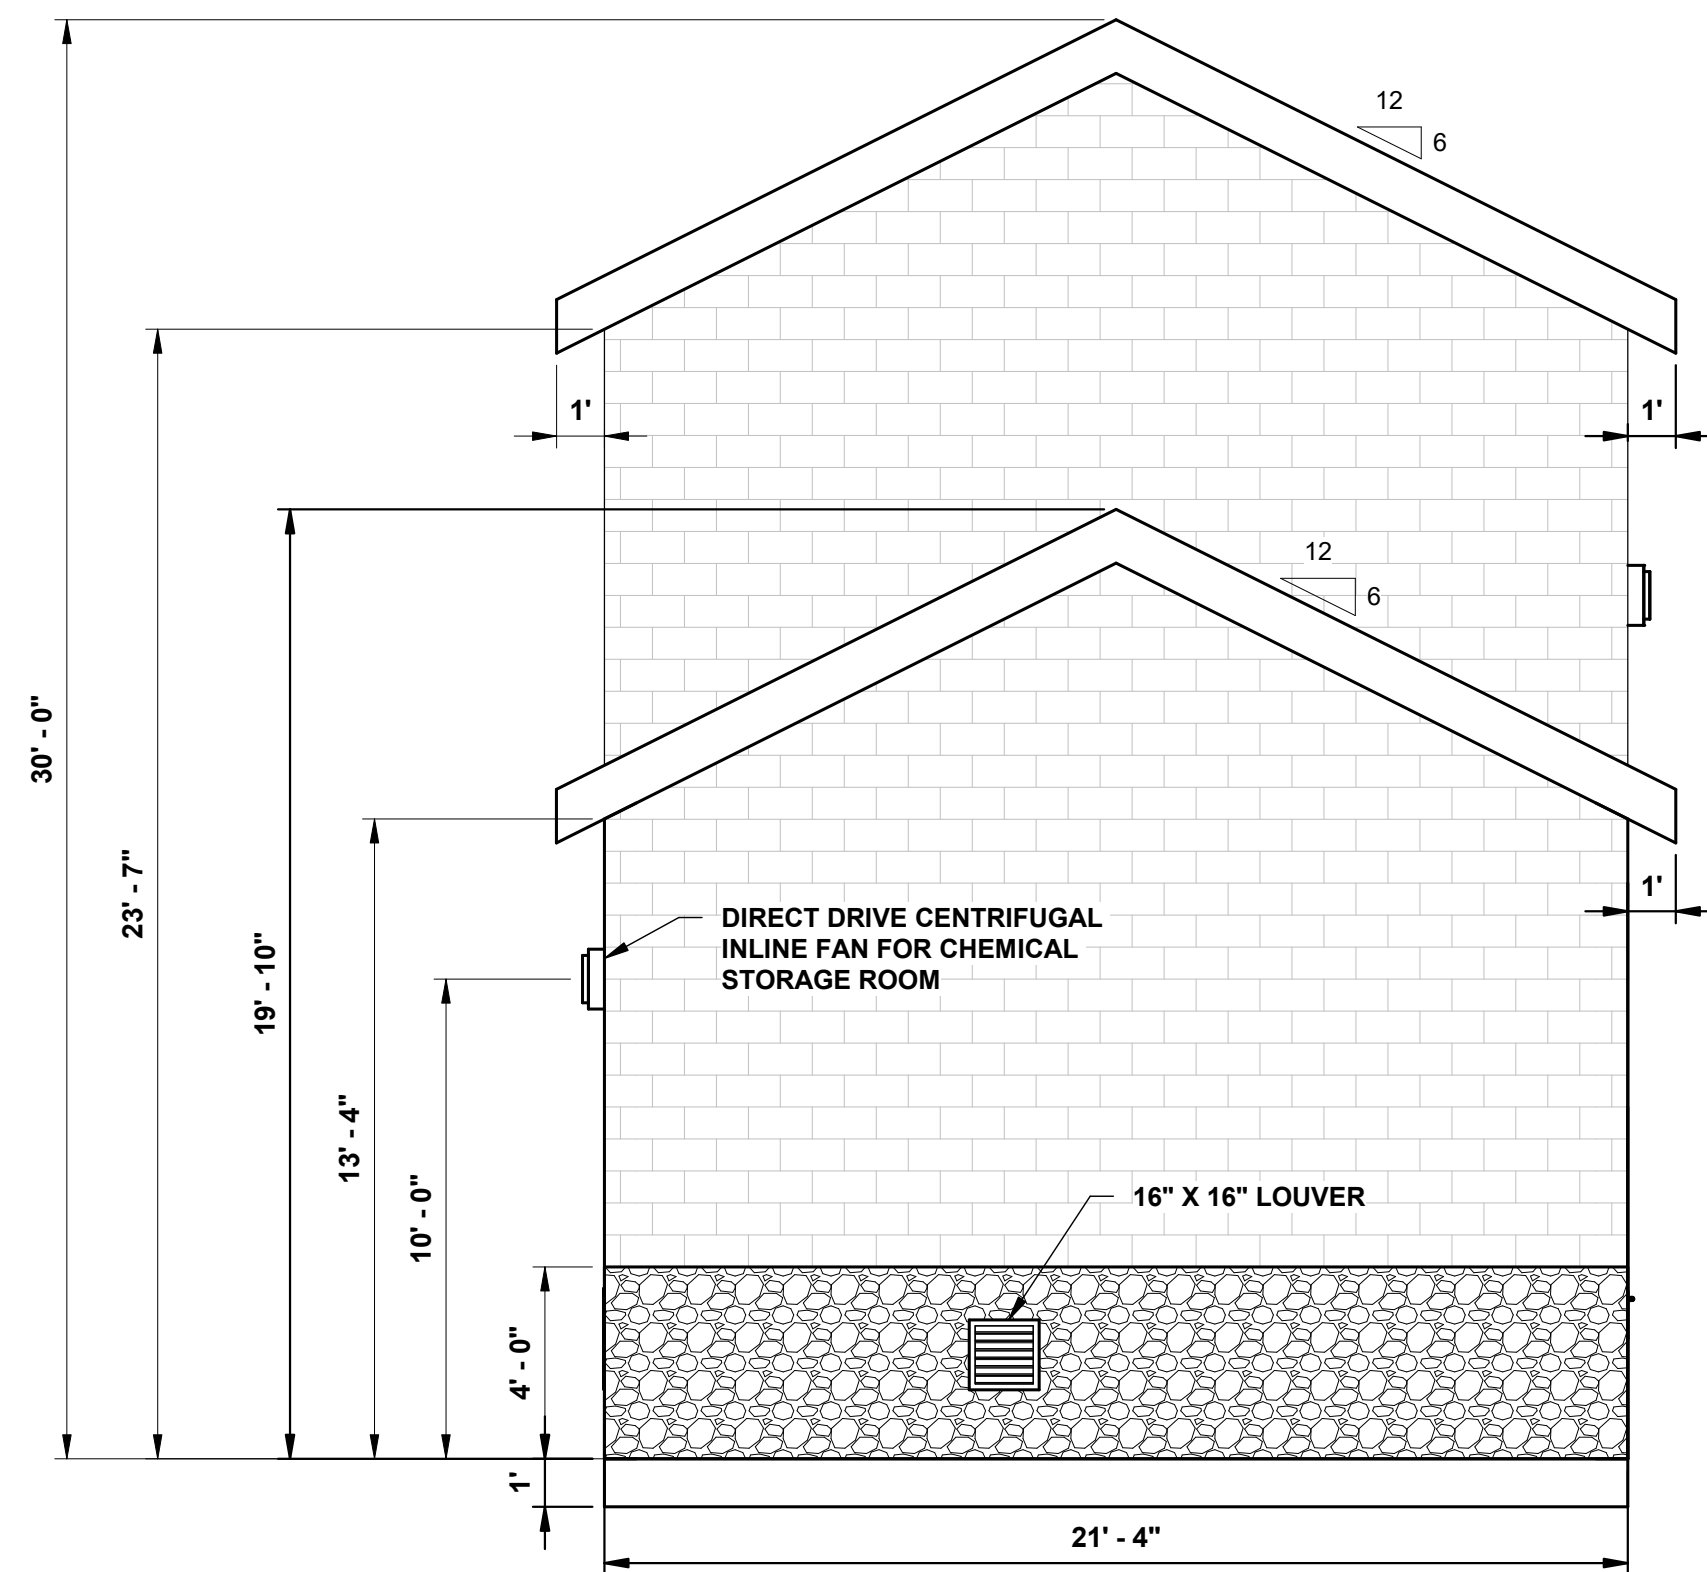 12
6
1'
1'
12
6
30' - 0"
23' - 7"
19' - 10"
13' - 4"
10' - 0"
1'
DIRECT DRIVE CENTRIFUGAL
INLINE FAN FOR CHEMICAL
STORAGE ROOM
16" X 16" LOUVER
4' - 0"
1'
21' - 4"